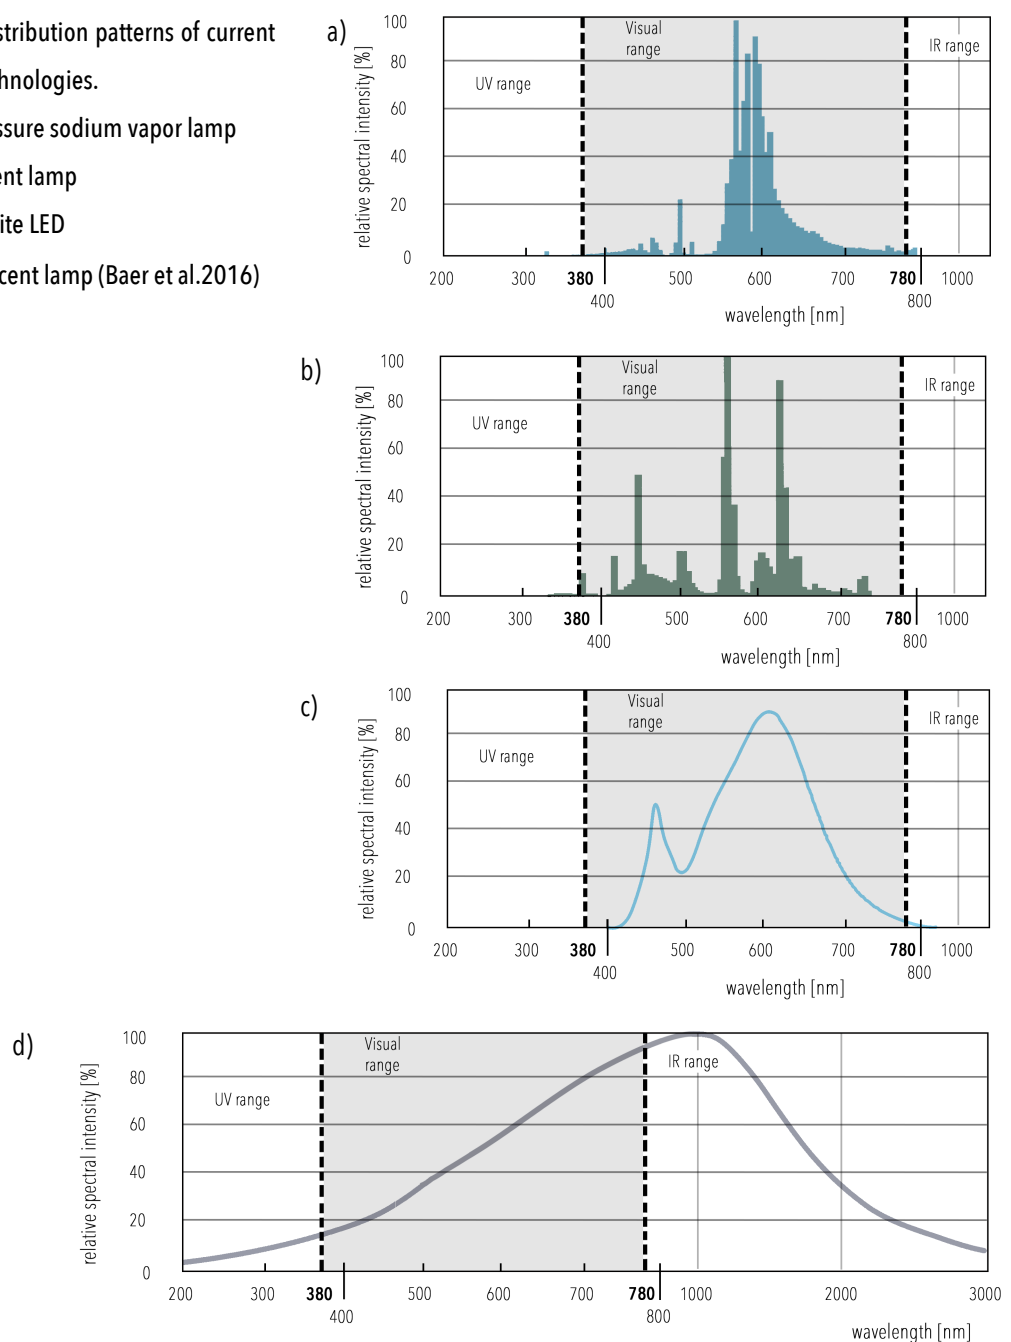 stribution patterns of current
hnologies.
ssure sodium vapor lamp
ent lamp
ite LED
cent lamp (Baer et al.2016)
a)
relative spectral intensity [%]
100
80
60
40
20
0
UV range
Visual
range
IR range
200 300 380 500 600 700 780 1000
400 800
wavelength [nm]
b)
relative spectral intensity [%]
100
80
60
40
20
0
UV range
Visual
range
IR range
200 300 380 500 600 700 780 1000
400 800
wavelength [nm]
c)
relative spectral intensity [%]
100
80
60
40
20
0
UV range
Visual
range
IR range
200 300 380 500 600 700 780 1000
400 800
wavelength [nm]
d)
relative spectral intensity [%]
100
80
60
40
20
0
UV range
Visual
range
IR range
200 300 380 500 600 700 780 1000 2000 3000
400 800
wavelength [nm]